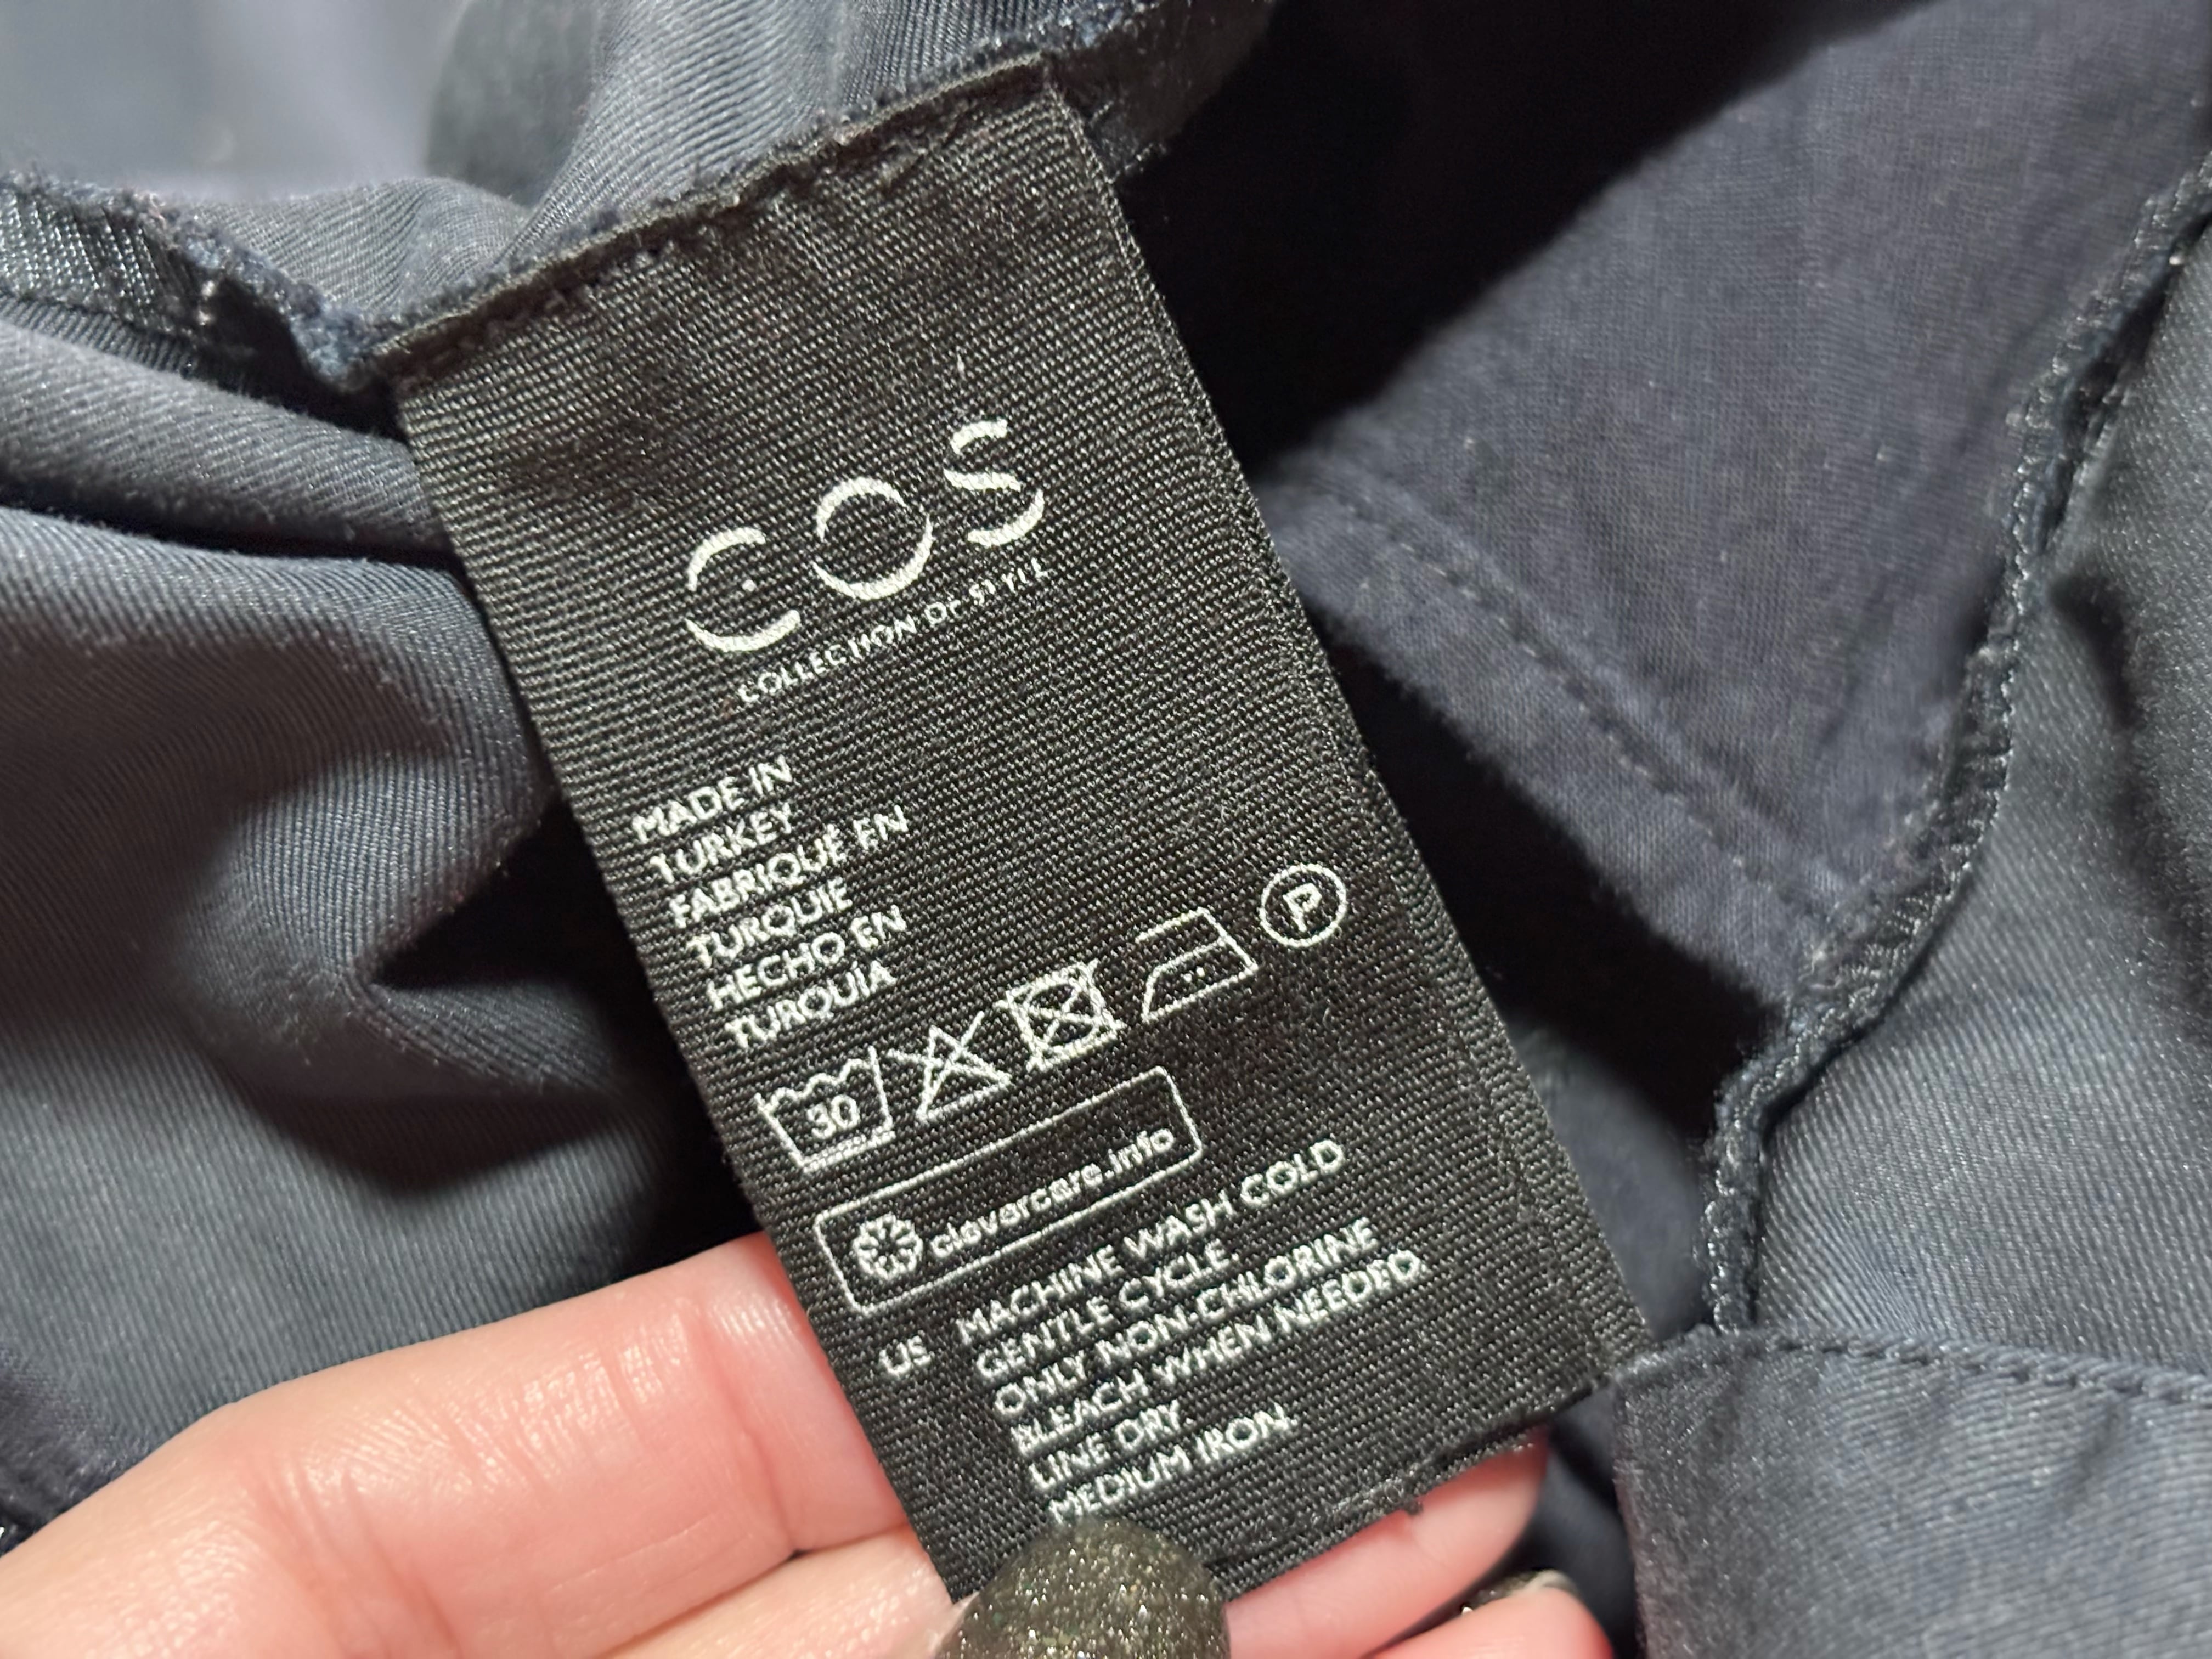 COS
COLLECTION OF STYLE
MADE IN
TURKEY
FABRIQUÉ EN
TURQUIE
HECHO EN
TURQUÍA
30
P
clevercare.info
US MACHINE WASH COLD
GENTLE CYCLE.
ONLY NON-CHLORINE
BLEACH WHEN NEEDED.
LINE DRY
MEDIUM IRON.